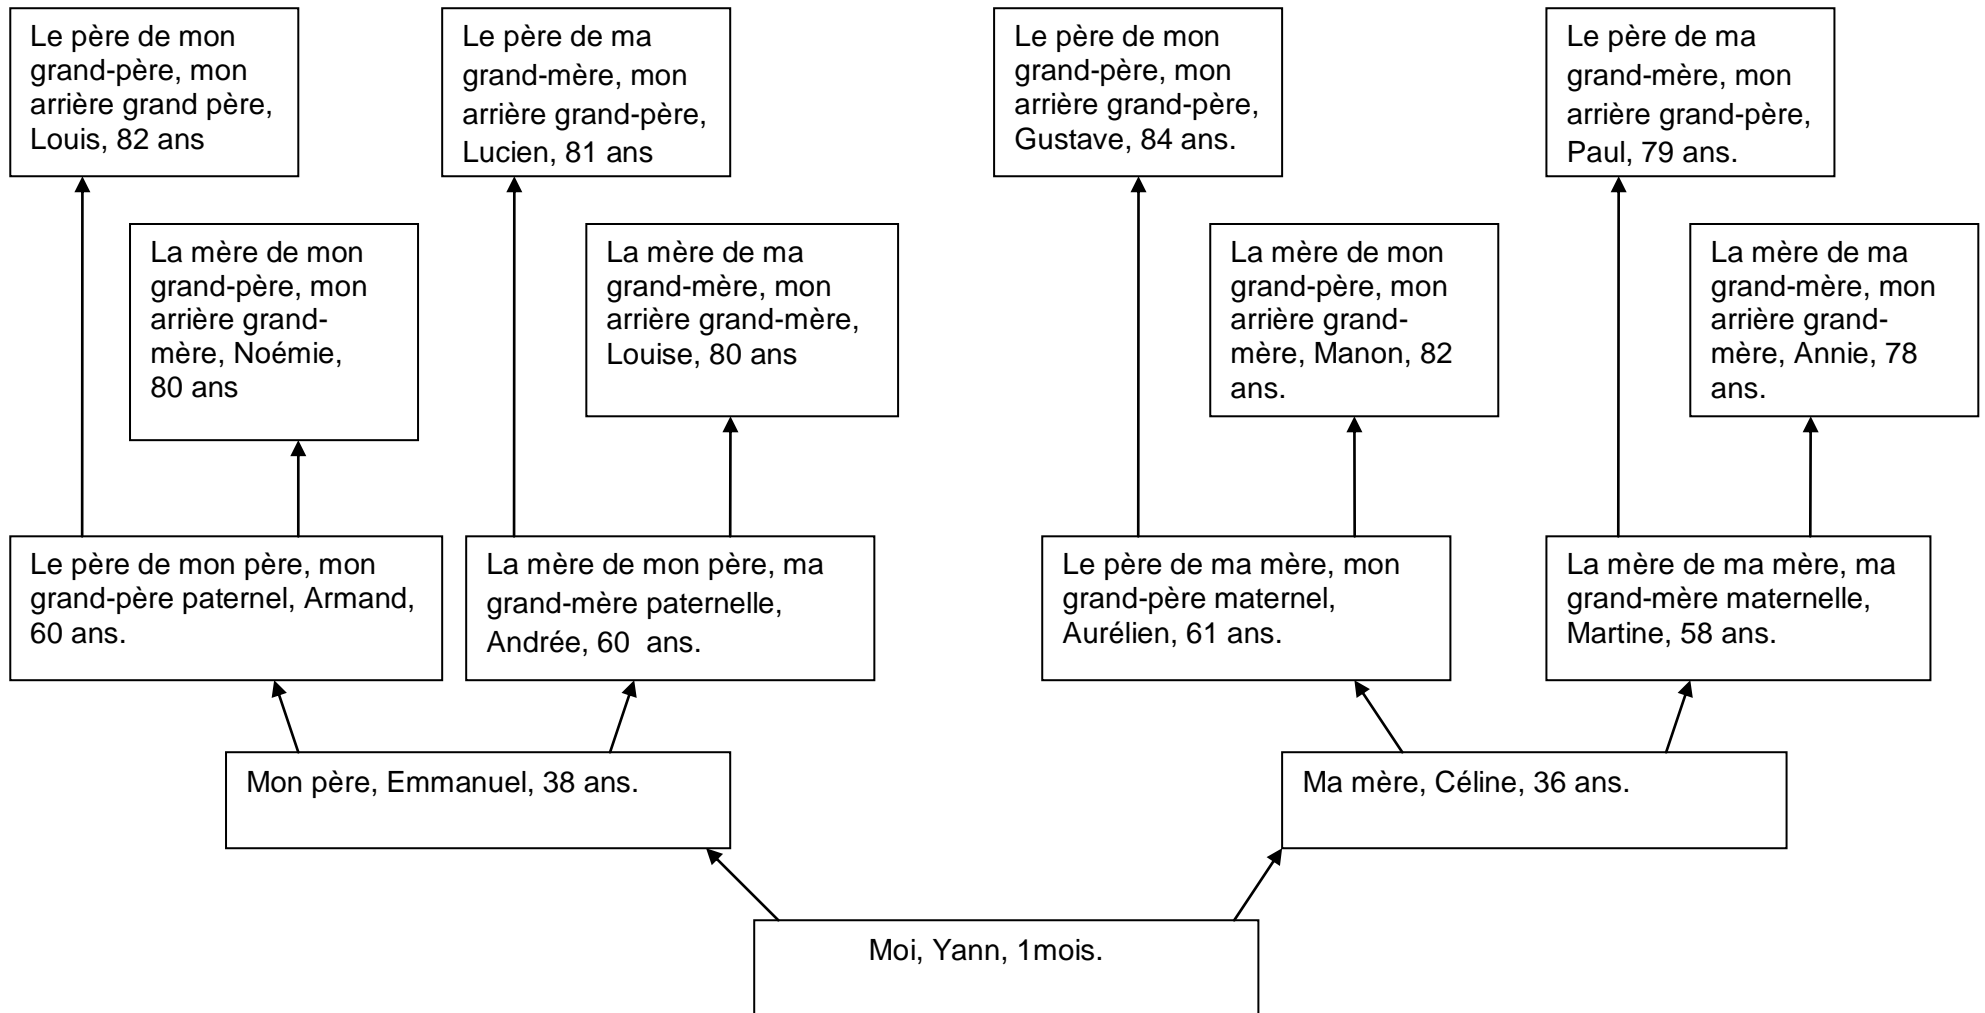 Le père de mon
grand-père, mon
arrière grand père,
Louis, 82 ans
Le père de ma
grand-mère, mon
arrière grand-père,
Lucien, 81 ans
Le père de mon
grand-père, mon
arrière grand-père,
Gustave, 84 ans.
Le père de ma
grand-mère, mon
arrière grand-père,
Paul, 79 ans.
La mère de mon
grand-père, mon
arrière grand-
mère, Noémie,
80 ans
La mère de ma
grand-mère, mon
arrière grand-mère,
Louise, 80 ans
La mère de mon
grand-père, mon
arrière grand-
mère, Manon, 82
ans.
La mère de ma
grand-mère, mon
arrière grand-
mère, Annie, 78
ans.
Le père de mon père, mon
grand-père paternel, Armand,
60 ans.
La mère de mon père, ma
grand-mère paternelle,
Andrée, 60  ans.
Le père de ma mère, mon
grand-père maternel,
Aurélien, 61 ans.
La mère de ma mère, ma
grand-mère maternelle,
Martine, 58 ans.
Mon père, Emmanuel, 38 ans.
Ma mère, Céline, 36 ans.
Moi, Yann, 1mois.